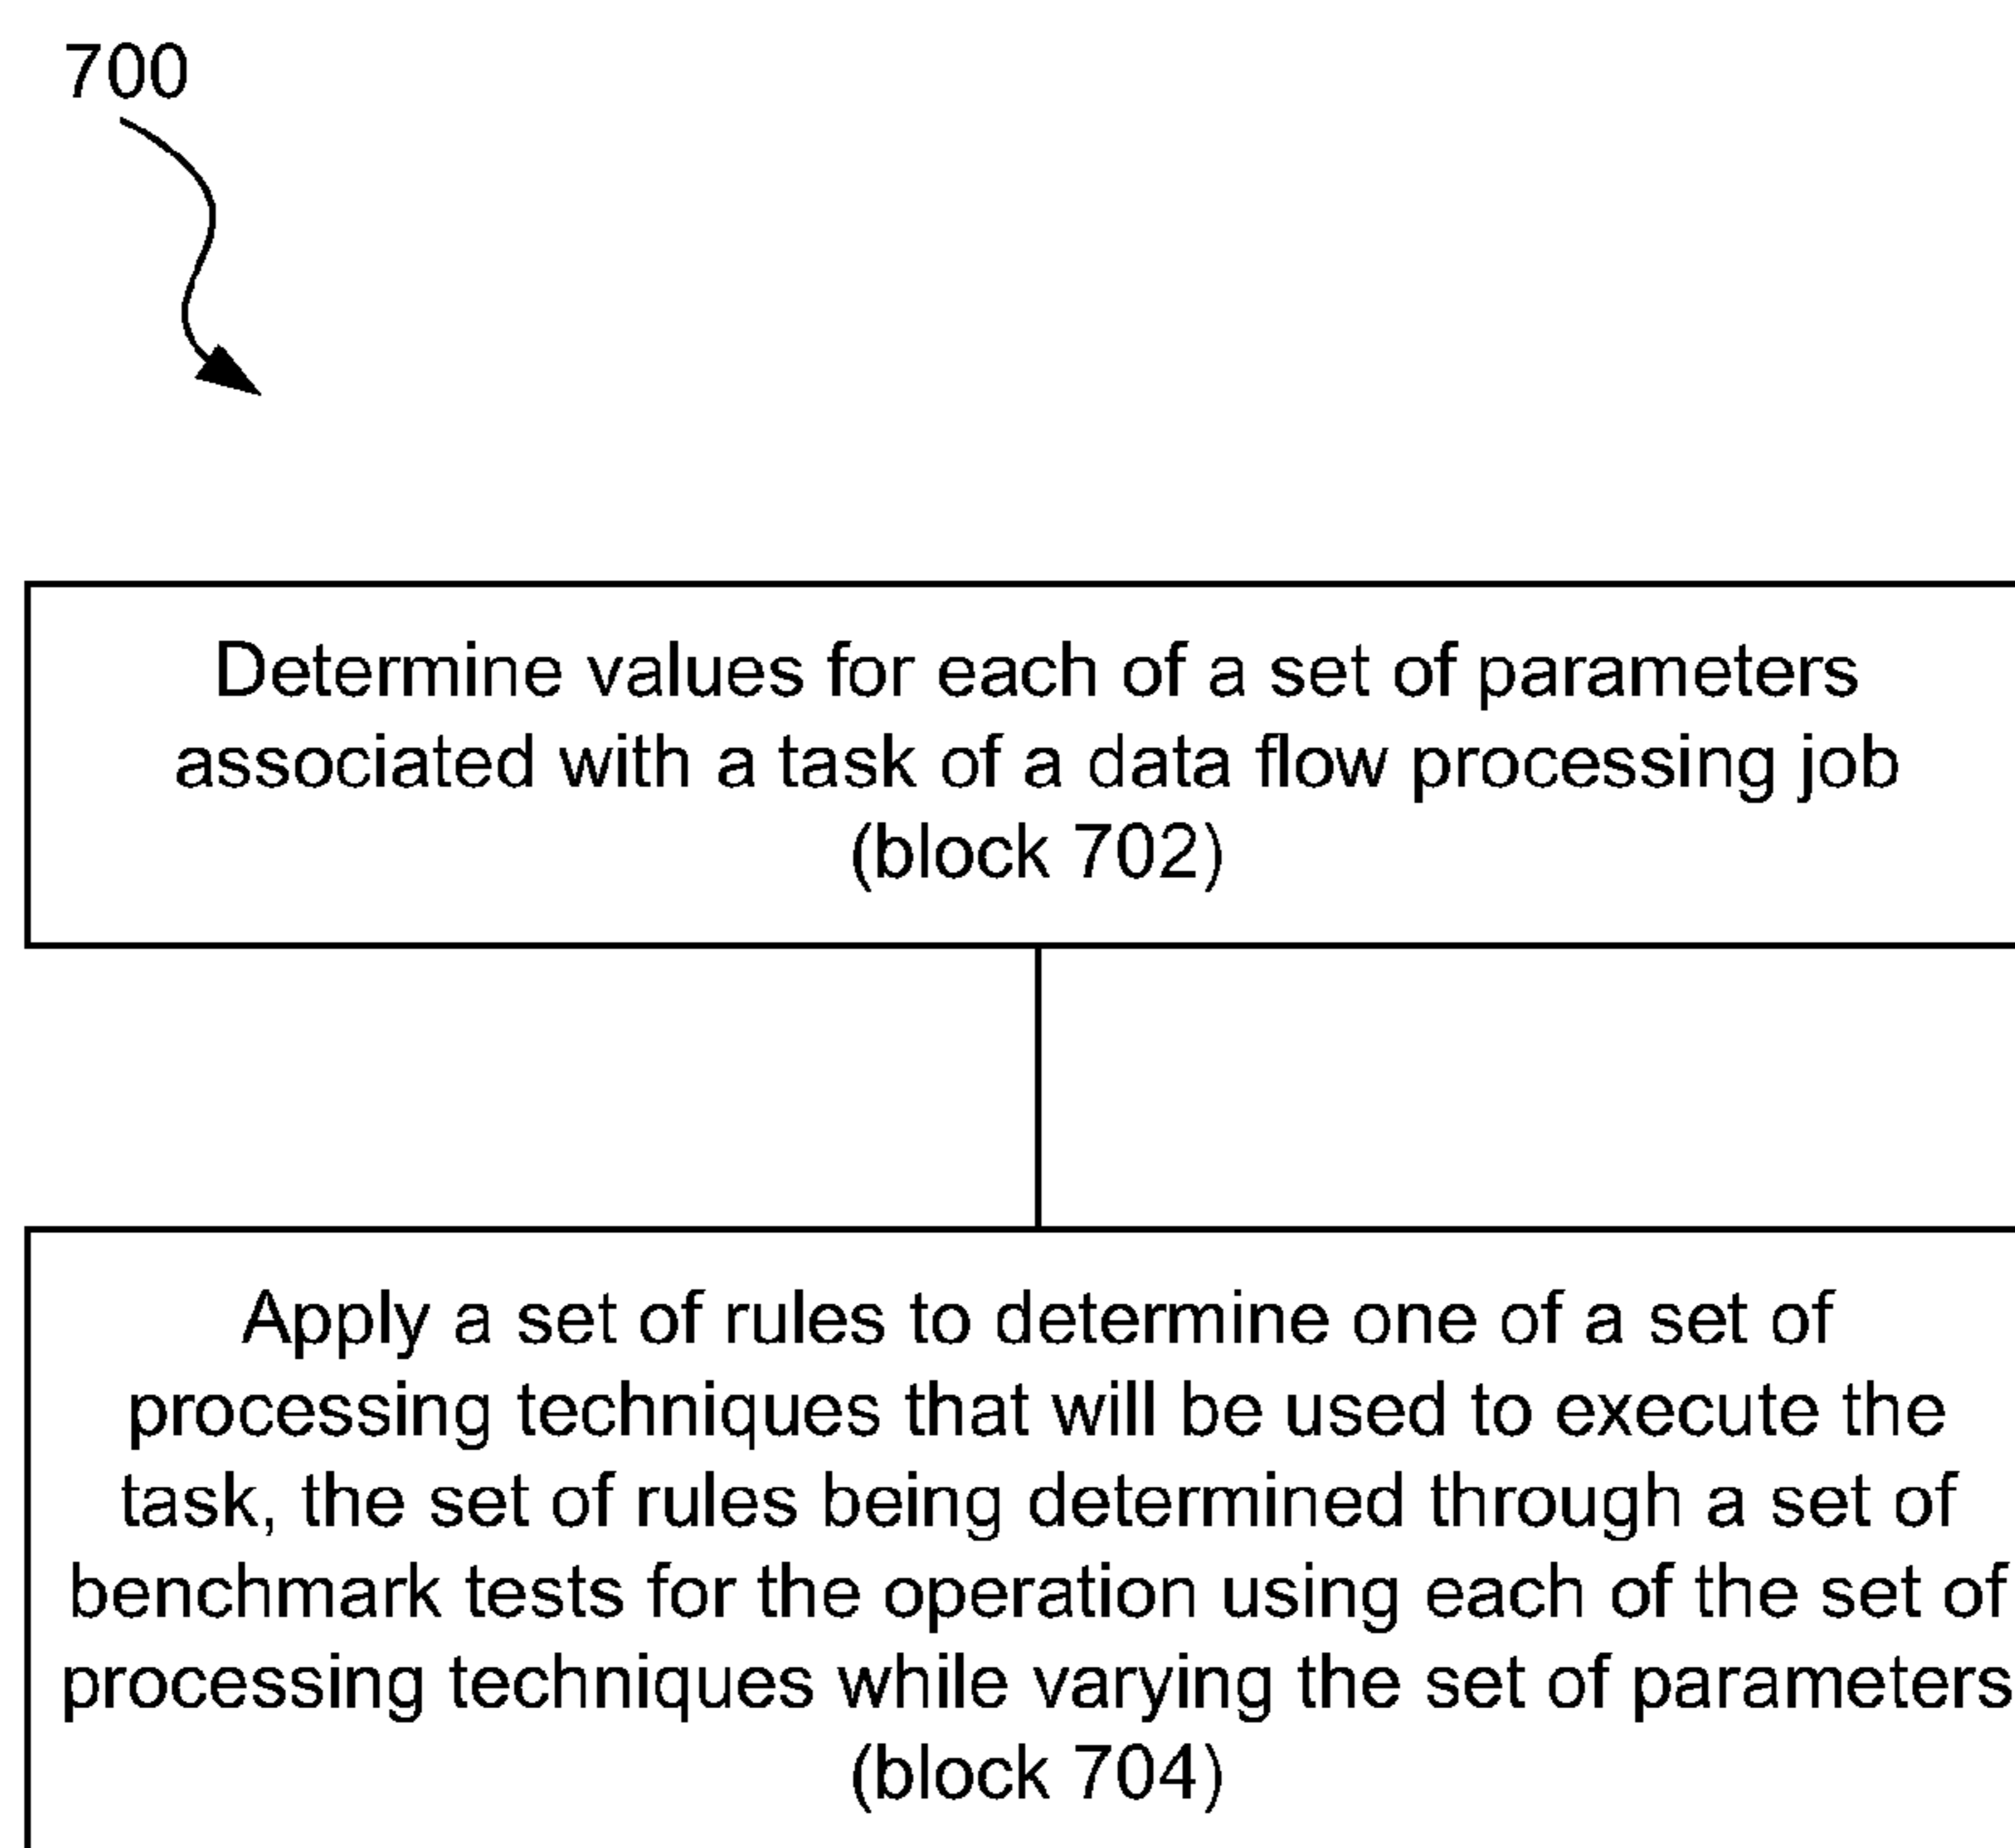 700
Determine values for each of a set of parameters
associated with a task of a data flow processing job
(block 702)
Apply a set of rules to determine one of a set of
processing techniques that will be used to execute the
task, the set of rules being determined through a set of
benchmark tests for the operation using each of the set of
processing techniques while varying the set of parameters
(block 704)